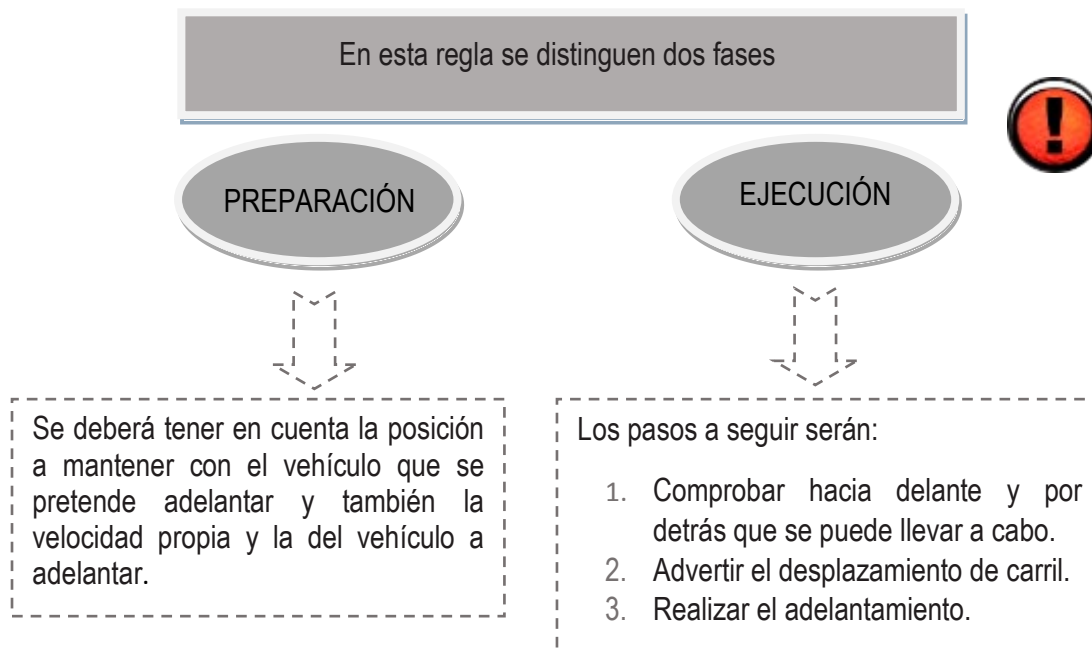 En esta regla se distinguen dos fases
PREPARACIÓN
EJECUCIÓN
Se deberá tener en cuenta la posición
a mantener con el vehículo que se
pretende adelantar y también la
velocidad propia y la del vehículo a
adelantar.
Los pasos a seguir serán:
1. Comprobar hacia delante y por
detrás que se puede llevar a cabo.
2. Advertir el desplazamiento de carril.
3. Realizar el adelantamiento.